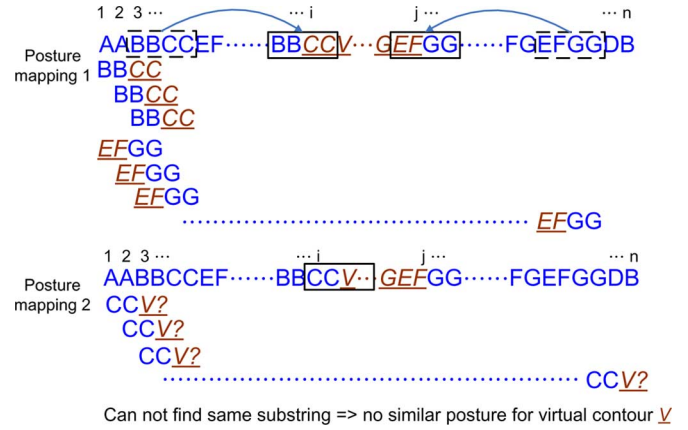 1 2 3 ··· ··· i j··· ··· n
Posture mapping 1
AABBCCEF······BBCCV···GEFGG······FGEFGGDB
BBCC
BBCC
BBCC
EFGG
EFGG
EFGG
······································ EFGG
1 2 3 ··· ··· i j··· ··· n
Posture mapping 2
AABBCCEF······BBCCV···GEFGG······FGEFGGDB
CCV?
CCV?
CCV?
·············································· CCV?
Can not find same substring => no similar posture for virtual contour V